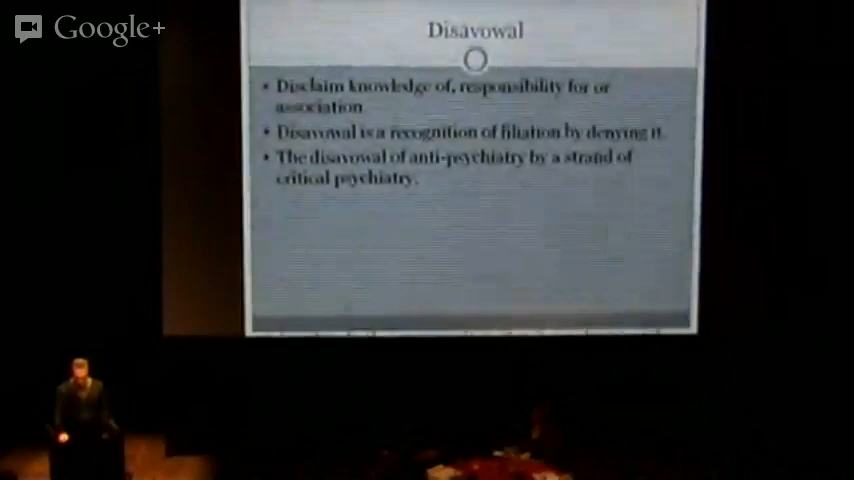 Google+
Disavowal
• Disclaim knowledge of, responsibility for or
association
• Disavowal is a recognition of filiation by denying it.
• The disavowal of anti-psychiatry by a strand of
critical psychiatry.